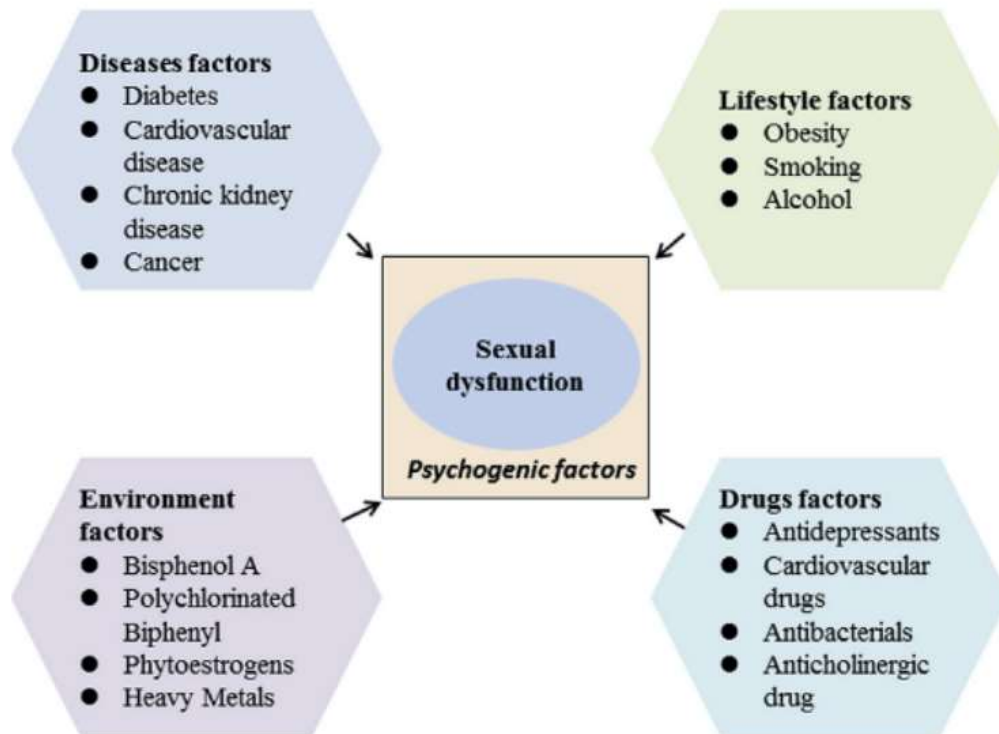 Diseases factors
● Diabetes
● Cardiovascular
disease
● Chronic kidney
disease
● Cancer
Lifestyle factors
● Obesity
● Smoking
● Alcohol
Sexual
dysfunction
Psychogenic factors
Environment
factors
● Bisphenol A
● Polychlorinated
Biphenyl
● Phytoestrogens
● Heavy Metals
Drugs factors
● Antidepressants
● Cardiovascular
drugs
● Antibacterials
● Anticholinergic
drug